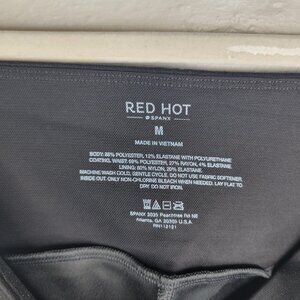 RED HOT
SPANX
M
MADE IN VIETNAM
BODY: 88% POLYESTER, 12% ELASTANE WITH POLYURETHANE
COATING, WAIST: 69% POLYESTER, 27% RAYON, 4% ELASTANE
LINING: 80% NYLON, 20% ELASTANE.
MACHINE WASH COLD, GENTLE CYCLE. DO NOT USE FABRIC SOFTENER.
INSIDE OUT. ONLY NON-CHLORINE BLEACH WHEN NEEDED. LAY FLAT TO
DRY. DO NOT IRON.
SPANX 3035 Peachtree Rd NE
Atlanta, GA 30305 U.S.A
RN112121